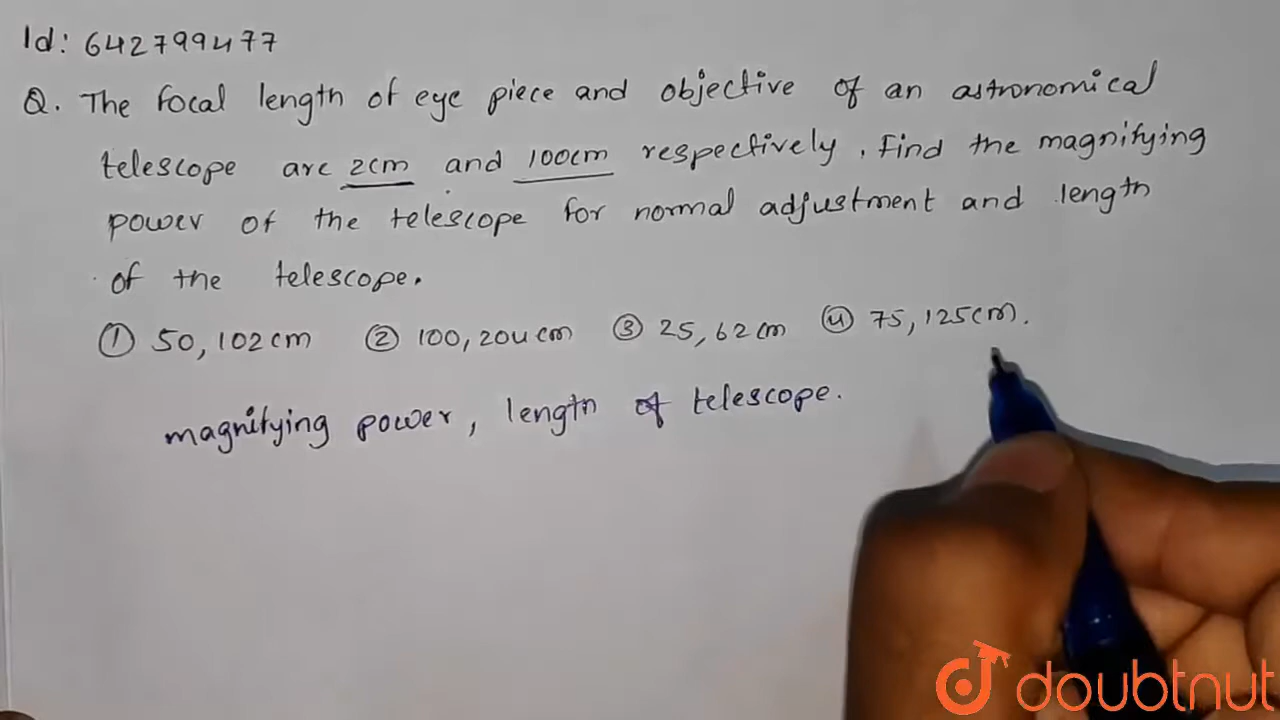 Id: 642799477
Q. The focal length of eye piece and objective of an astronomical
telescope are 2cm and 100cm respectively. Find the magnifying
power of the telescope for normal adjustment and length
of the telescope.
① 50, 102cm ② 100, 204cm ③ 25, 62cm ④ 75, 125cm.
magnifying power, length of telescope.
doubtnut